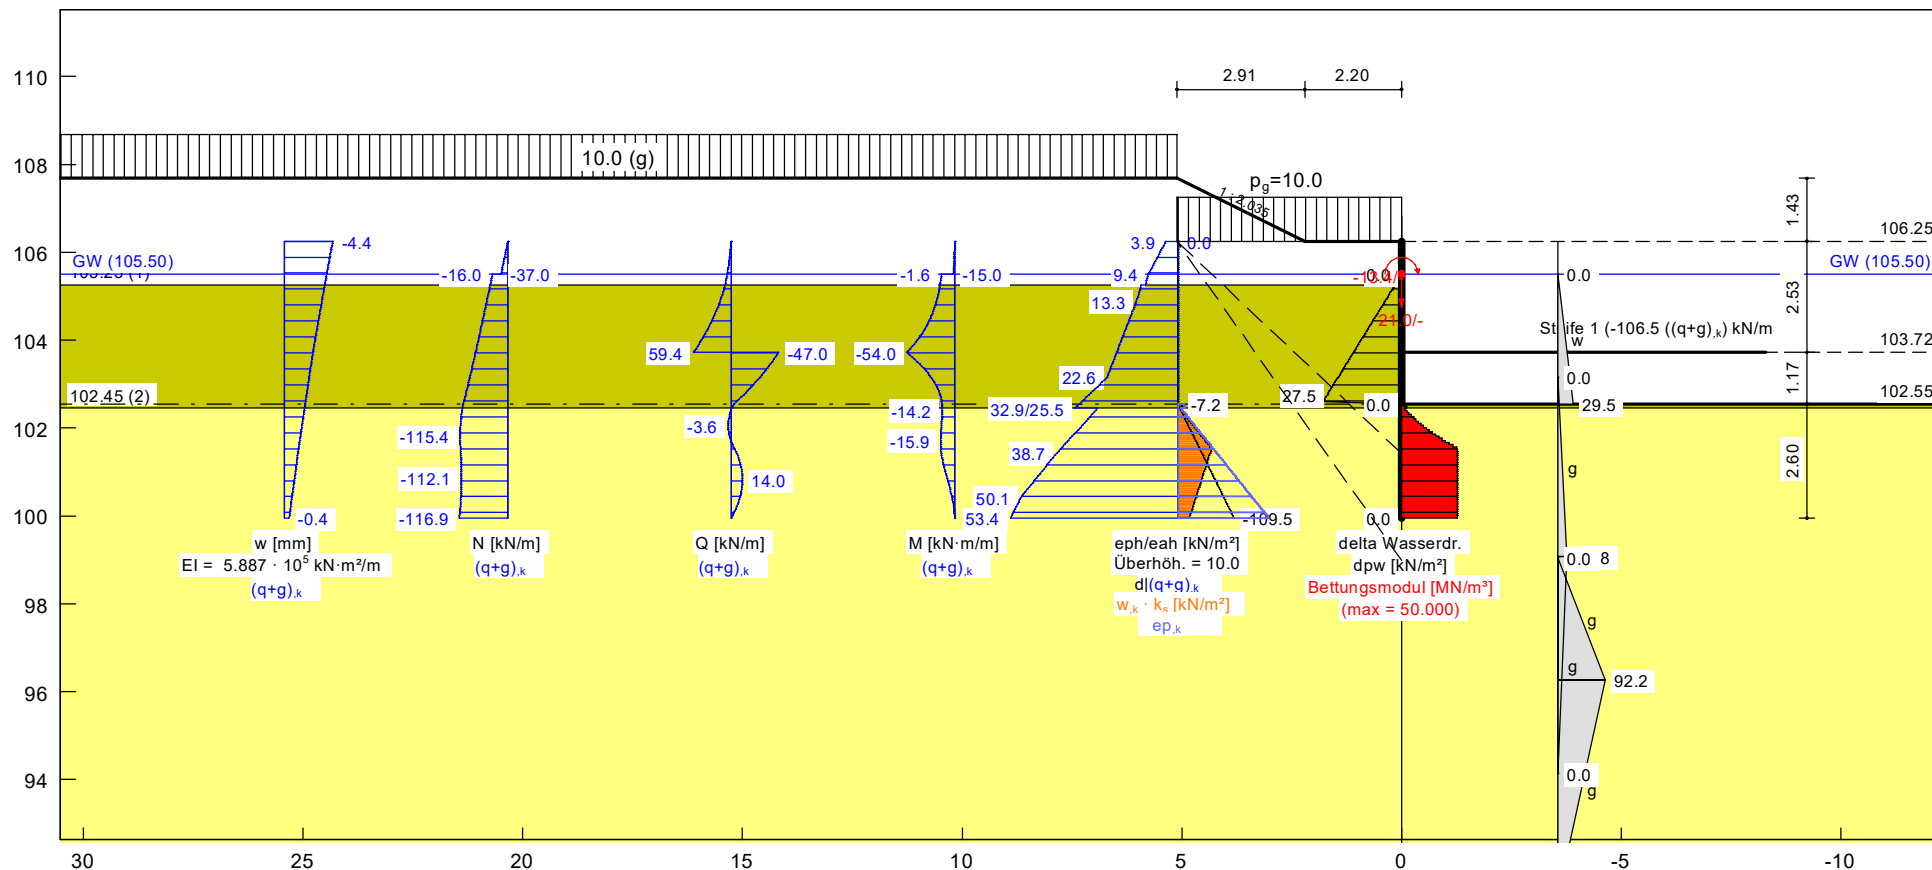 110
108
106
104
102
100
98
96
94
30
25
20
15
10
5
0
-5
-10
2.91
2.20
10.0 (g)
pg=10.0
1 : 2.035
1.43
2.53
1.17
2.60
106.25
GW (105.50)
103.72
102.55
GW (105.50)
102.45 (2)
-4.4
-0.4
w [mm]
EI = 5.887 · 10⁵ kN·m²/m
(q+g),k
-16.0
-37.0
-115.4
-112.1
-116.9
N [kN/m]
(q+g),k
59.4
-47.0
-3.6
14.0
Q [kN/m]
(q+g),k
-1.6
-15.0
-54.0
-14.2
-15.9
M [kN·m/m]
(q+g),k
3.9
0.0
9.4
13.3
22.6
32.9/25.5
-7.2
38.7
50.1
53.4
-109.5
eph/eah [kN/m²]
Überhöh. = 10.0
(q+g),k
w,k · ks [kN/m²]
ep,k
0.0
27.5
0.0
0.0
delta Wasserdr.
dpw [kN/m²]
Bettungsmodul [MN/m³]
(max = 50.000)
0.0
Steife 1 (-106.5 ((q+g),k) kN/m
w
0.0
29.5
g
0.0
8
g
g
92.2
0.0
g